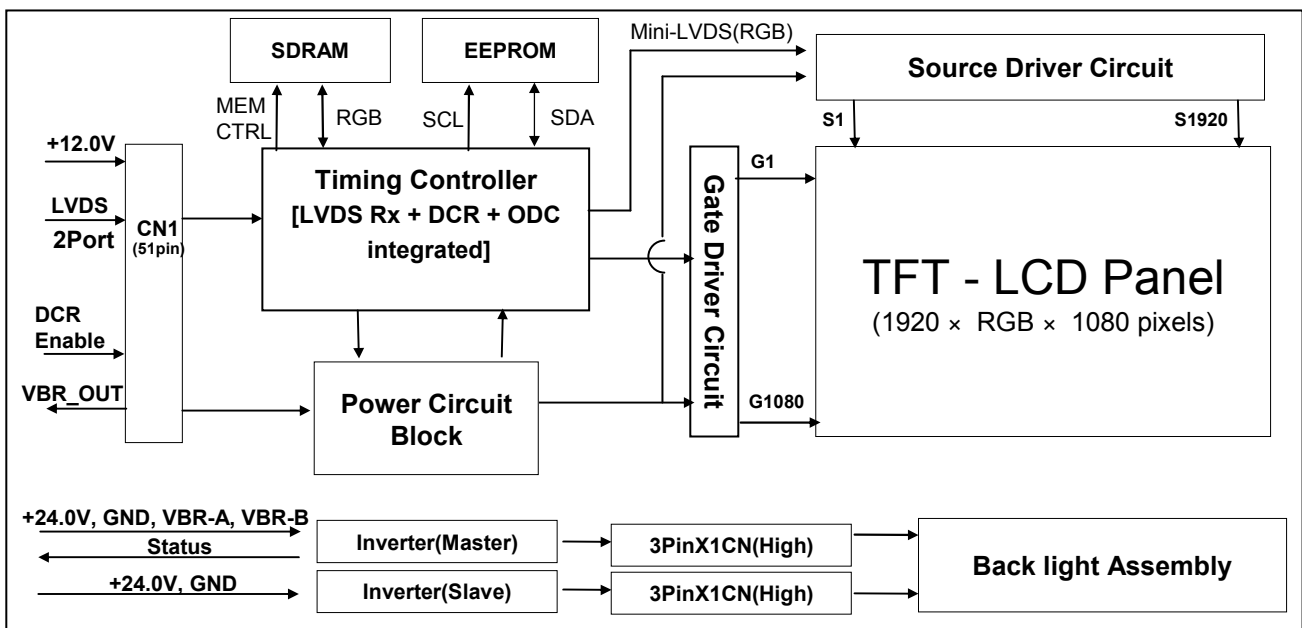 Mini-LVDS(RGB)
SDRAM
EEPROM
Source Driver Circuit
MEM
CTRL
RGB
SCL
SDA
S1
S1920
+12.0V
LVDS
2Port
CN1
(51pin)
DCR
Enable
VBR_OUT
Timing Controller
[LVDS Rx + DCR + ODC
integrated]
Power Circuit
Block
Gate Driver Circuit
G1
G1080
TFT - LCD Panel
(1920 × RGB × 1080 pixels)
+24.0V, GND, VBR-A, VBR-B
Status
Inverter(Master)
3PinX1CN(High)
+24.0V, GND
Inverter(Slave)
3PinX1CN(High)
Back light Assembly